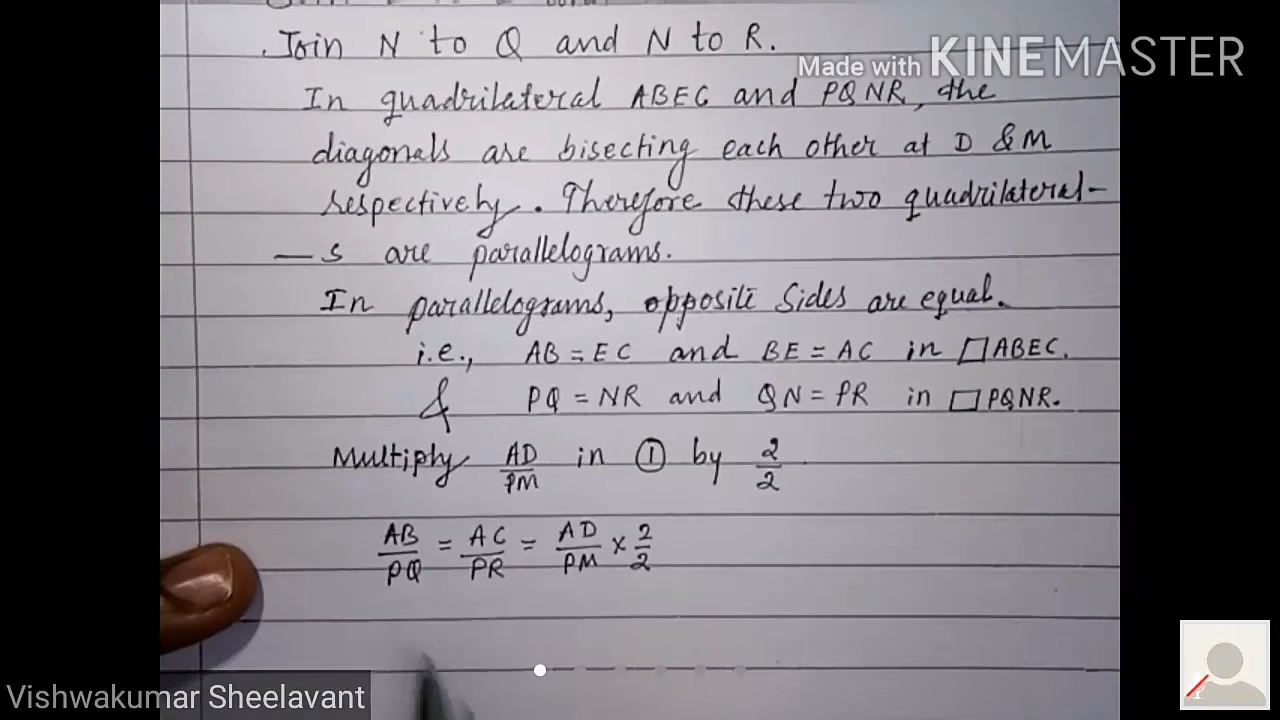 Join N to Q and N to R.
Made with KINEMASTER
In quadrilateral ABEC and PQNR, the
diagonals are bisecting each other at D & M
respectively. Therefore these two quadrilateral-
— s are parallelograms.
In parallelograms, opposite sides are equal.
i.e., AB = EC and BE = AC in ▭ABEC.
& PQ = NR and QN = PR in ▭PQNR.
Multiply AD/PM in ① by 2/2
AB/PQ = AC/PR = AD/PM × 2/2
Vishwakumar Sheelavant